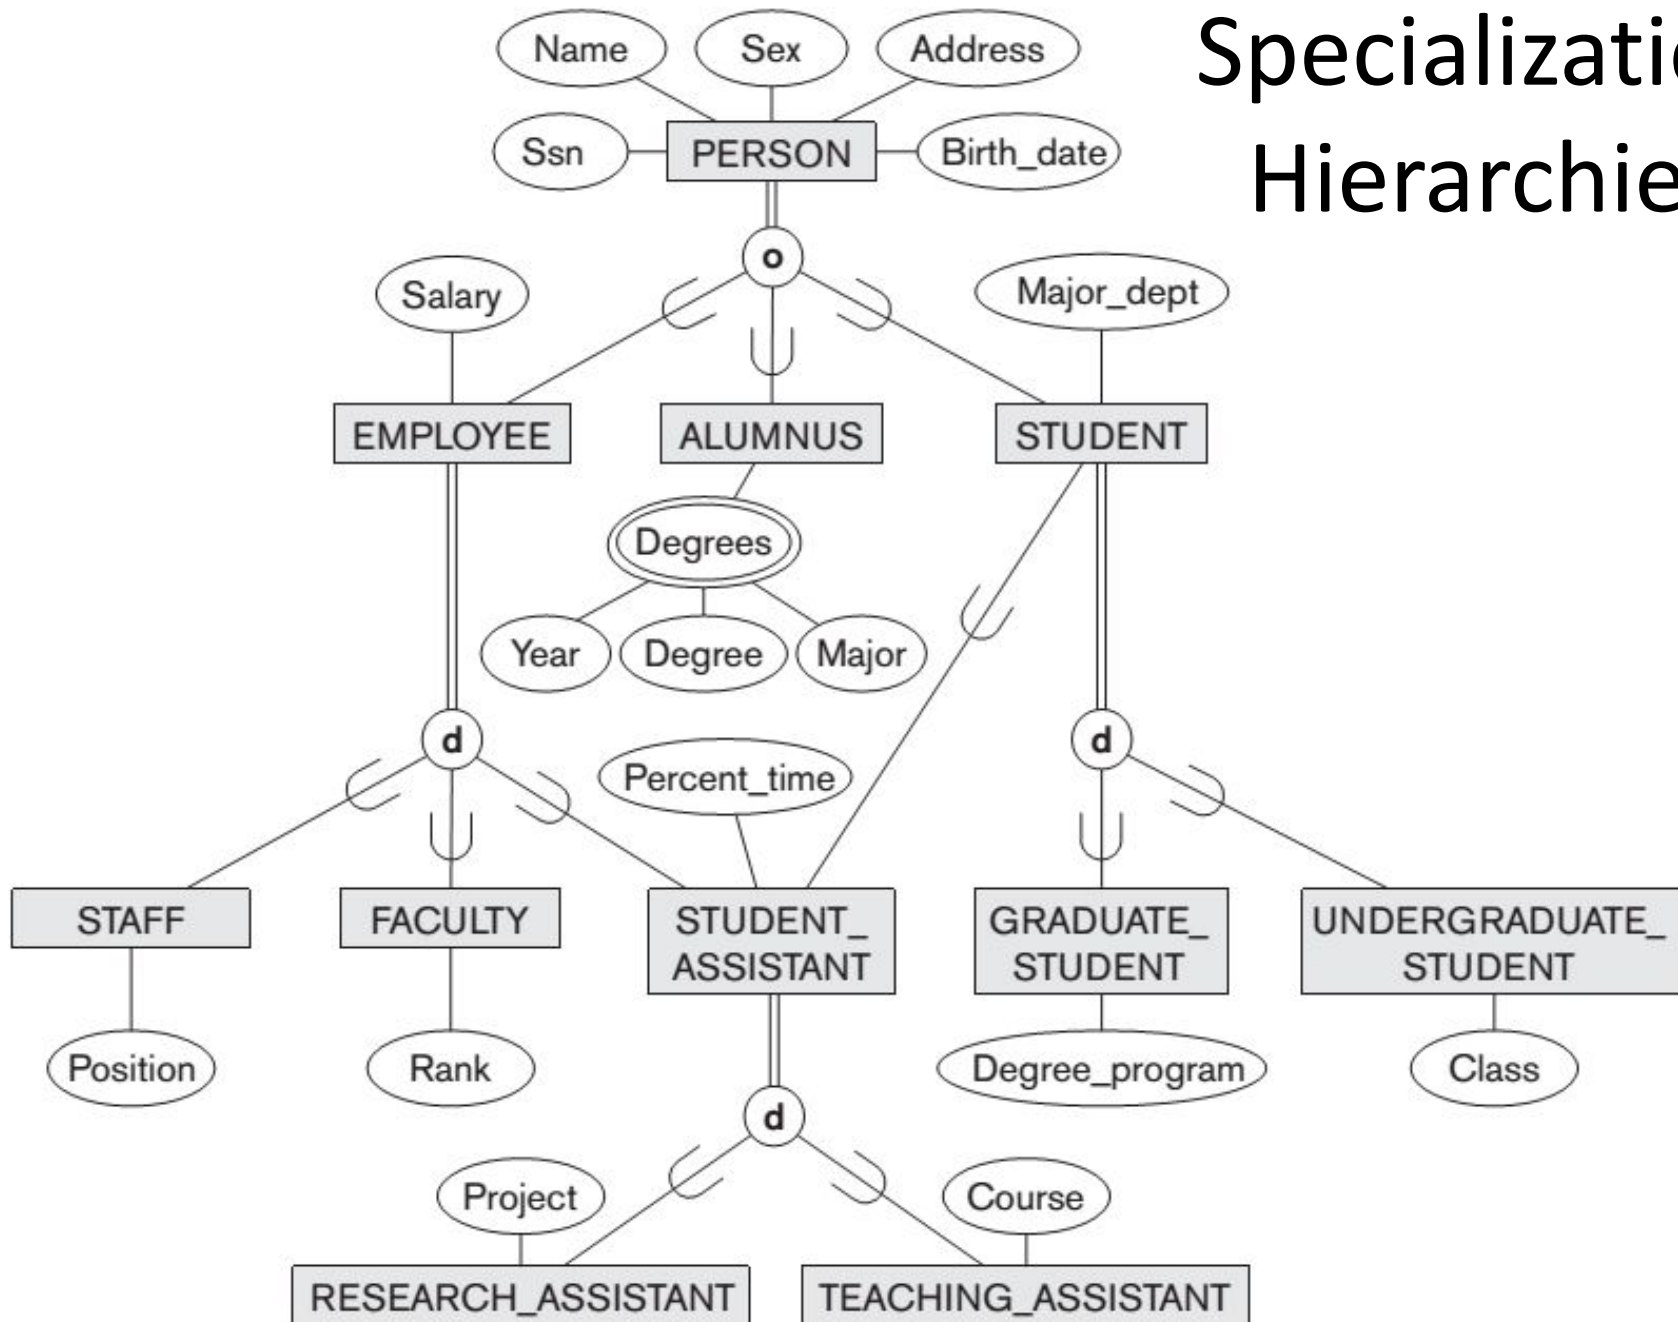 Specializatio
Hierarchie
Name
Sex
Address
Ssn
PERSON
Birth_date
o
Salary
Major_dept
EMPLOYEE
ALUMNUS
STUDENT
Degrees
Year
Degree
Major
d
d
Percent_time
STAFF
FACULTY
STUDENT_
ASSISTANT
GRADUATE_
STUDENT
UNDERGRADUATE_
STUDENT
Position
Rank
Degree_program
Class
d
Project
Course
RESEARCH_ASSISTANT
TEACHING_ASSISTANT